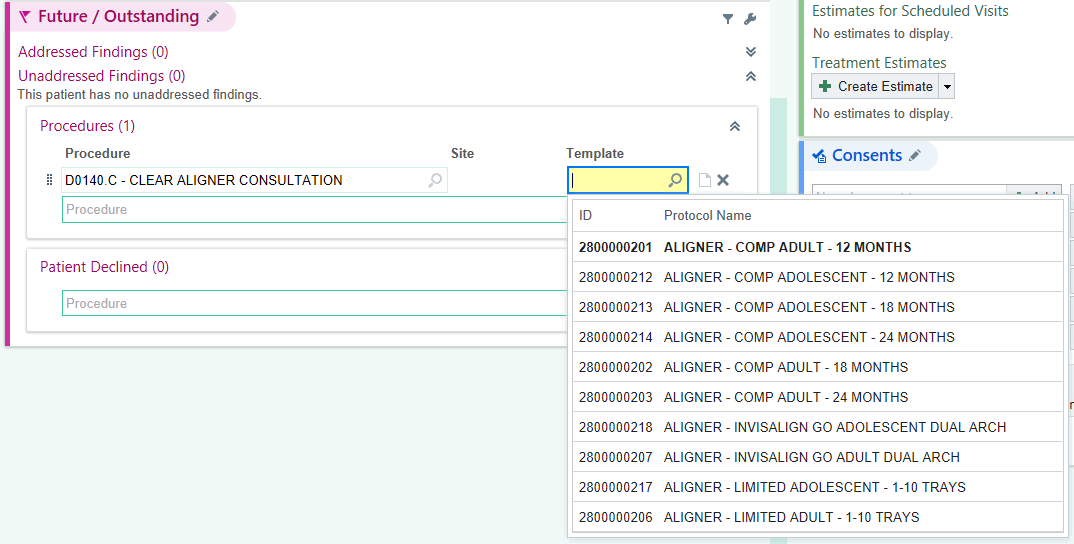 Future / Outstanding
Addressed Findings (0)
Unaddressed Findings (0)
This patient has no unaddressed findings.
Procedures (1)
Procedure Site Template
D0140.C - CLEAR ALIGNER CONSULTATION
Procedure
Patient Declined (0)
Procedure
ID Protocol Name
2800000201 ALIGNER - COMP ADULT - 12 MONTHS
2800000212 ALIGNER - COMP ADOLESCENT - 12 MONTHS
2800000213 ALIGNER - COMP ADOLESCENT - 18 MONTHS
2800000214 ALIGNER - COMP ADOLESCENT - 24 MONTHS
2800000202 ALIGNER - COMP ADULT - 18 MONTHS
2800000203 ALIGNER - COMP ADULT - 24 MONTHS
2800000218 ALIGNER - INVISALIGN GO ADOLESCENT DUAL ARCH
2800000207 ALIGNER - INVISALIGN GO ADULT DUAL ARCH
2800000217 ALIGNER - LIMITED ADOLESCENT - 1-10 TRAYS
2800000206 ALIGNER - LIMITED ADULT - 1-10 TRAYS
Estimates for Scheduled Visits
No estimates to display.
Treatment Estimates
Create Estimate
No estimates to display.
Consents